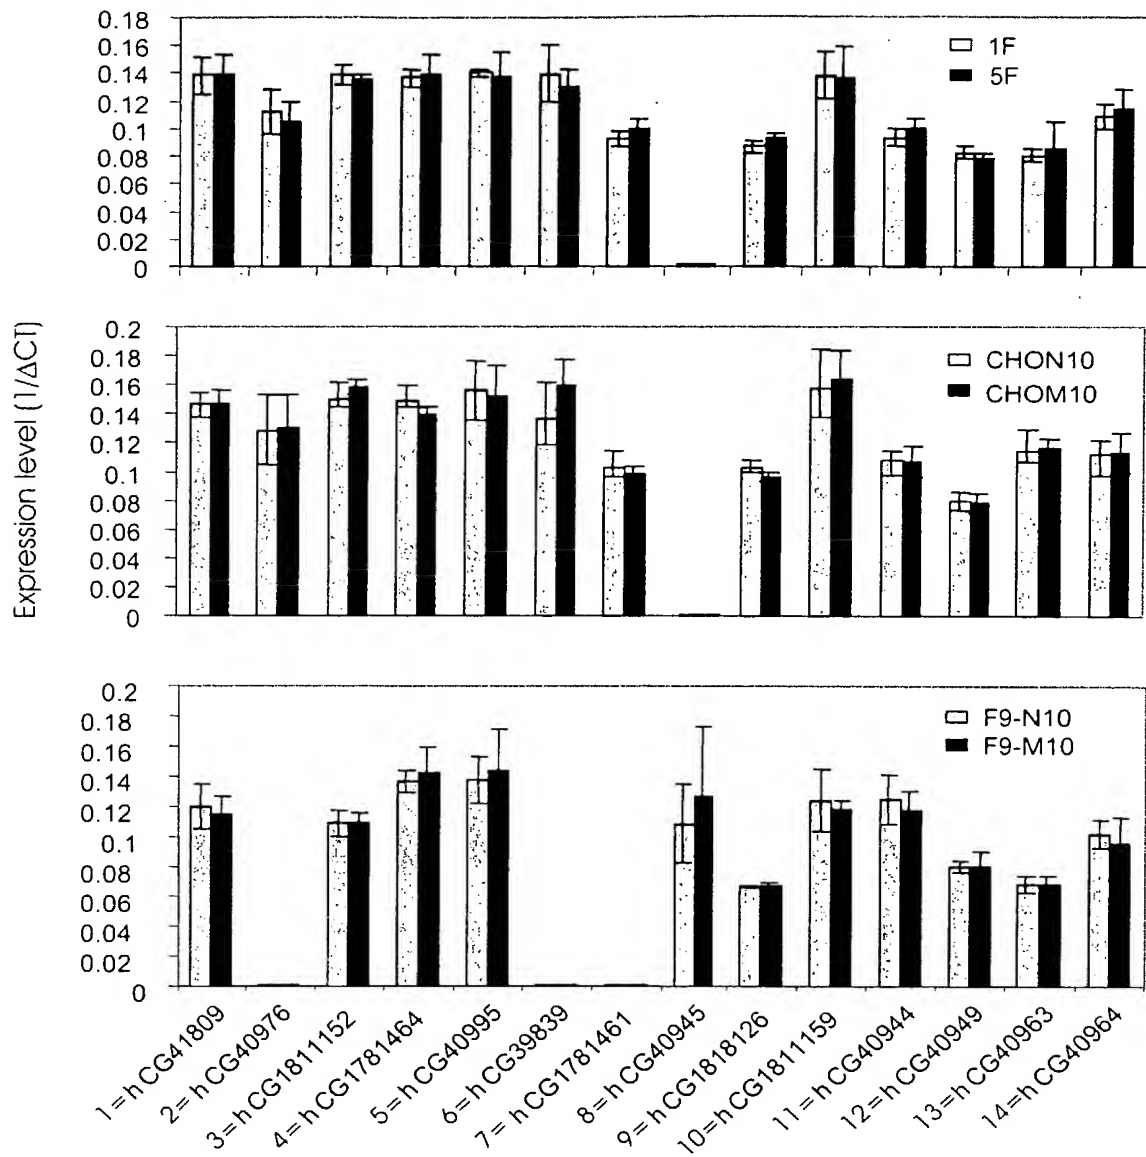 0.18
0.16
0.14
0.12
0.1
0.08
0.06
0.04
0.02
0
1F
5F
Expression level (1/ΔCT)
0.2
0.18
0.16
0.14
0.12
0.1
0.08
0.06
0.04
0.02
0
CHON10
CHOM10
0.2
0.18
0.16
0.14
0.12
0.1
0.08
0.06
0.04
0.02
0
F9-N10
F9-M10
1=hCG41809
2=hCG40976
3=hCG1811152
4=hCG1781464
5=hCG40995
6=hCG39839
7=hCG1781461
8=hCG40945
9=hCG1818126
10=hCG1811159
11=hCG40944
12=hCG40949
13=hCG40963
14=hCG40964